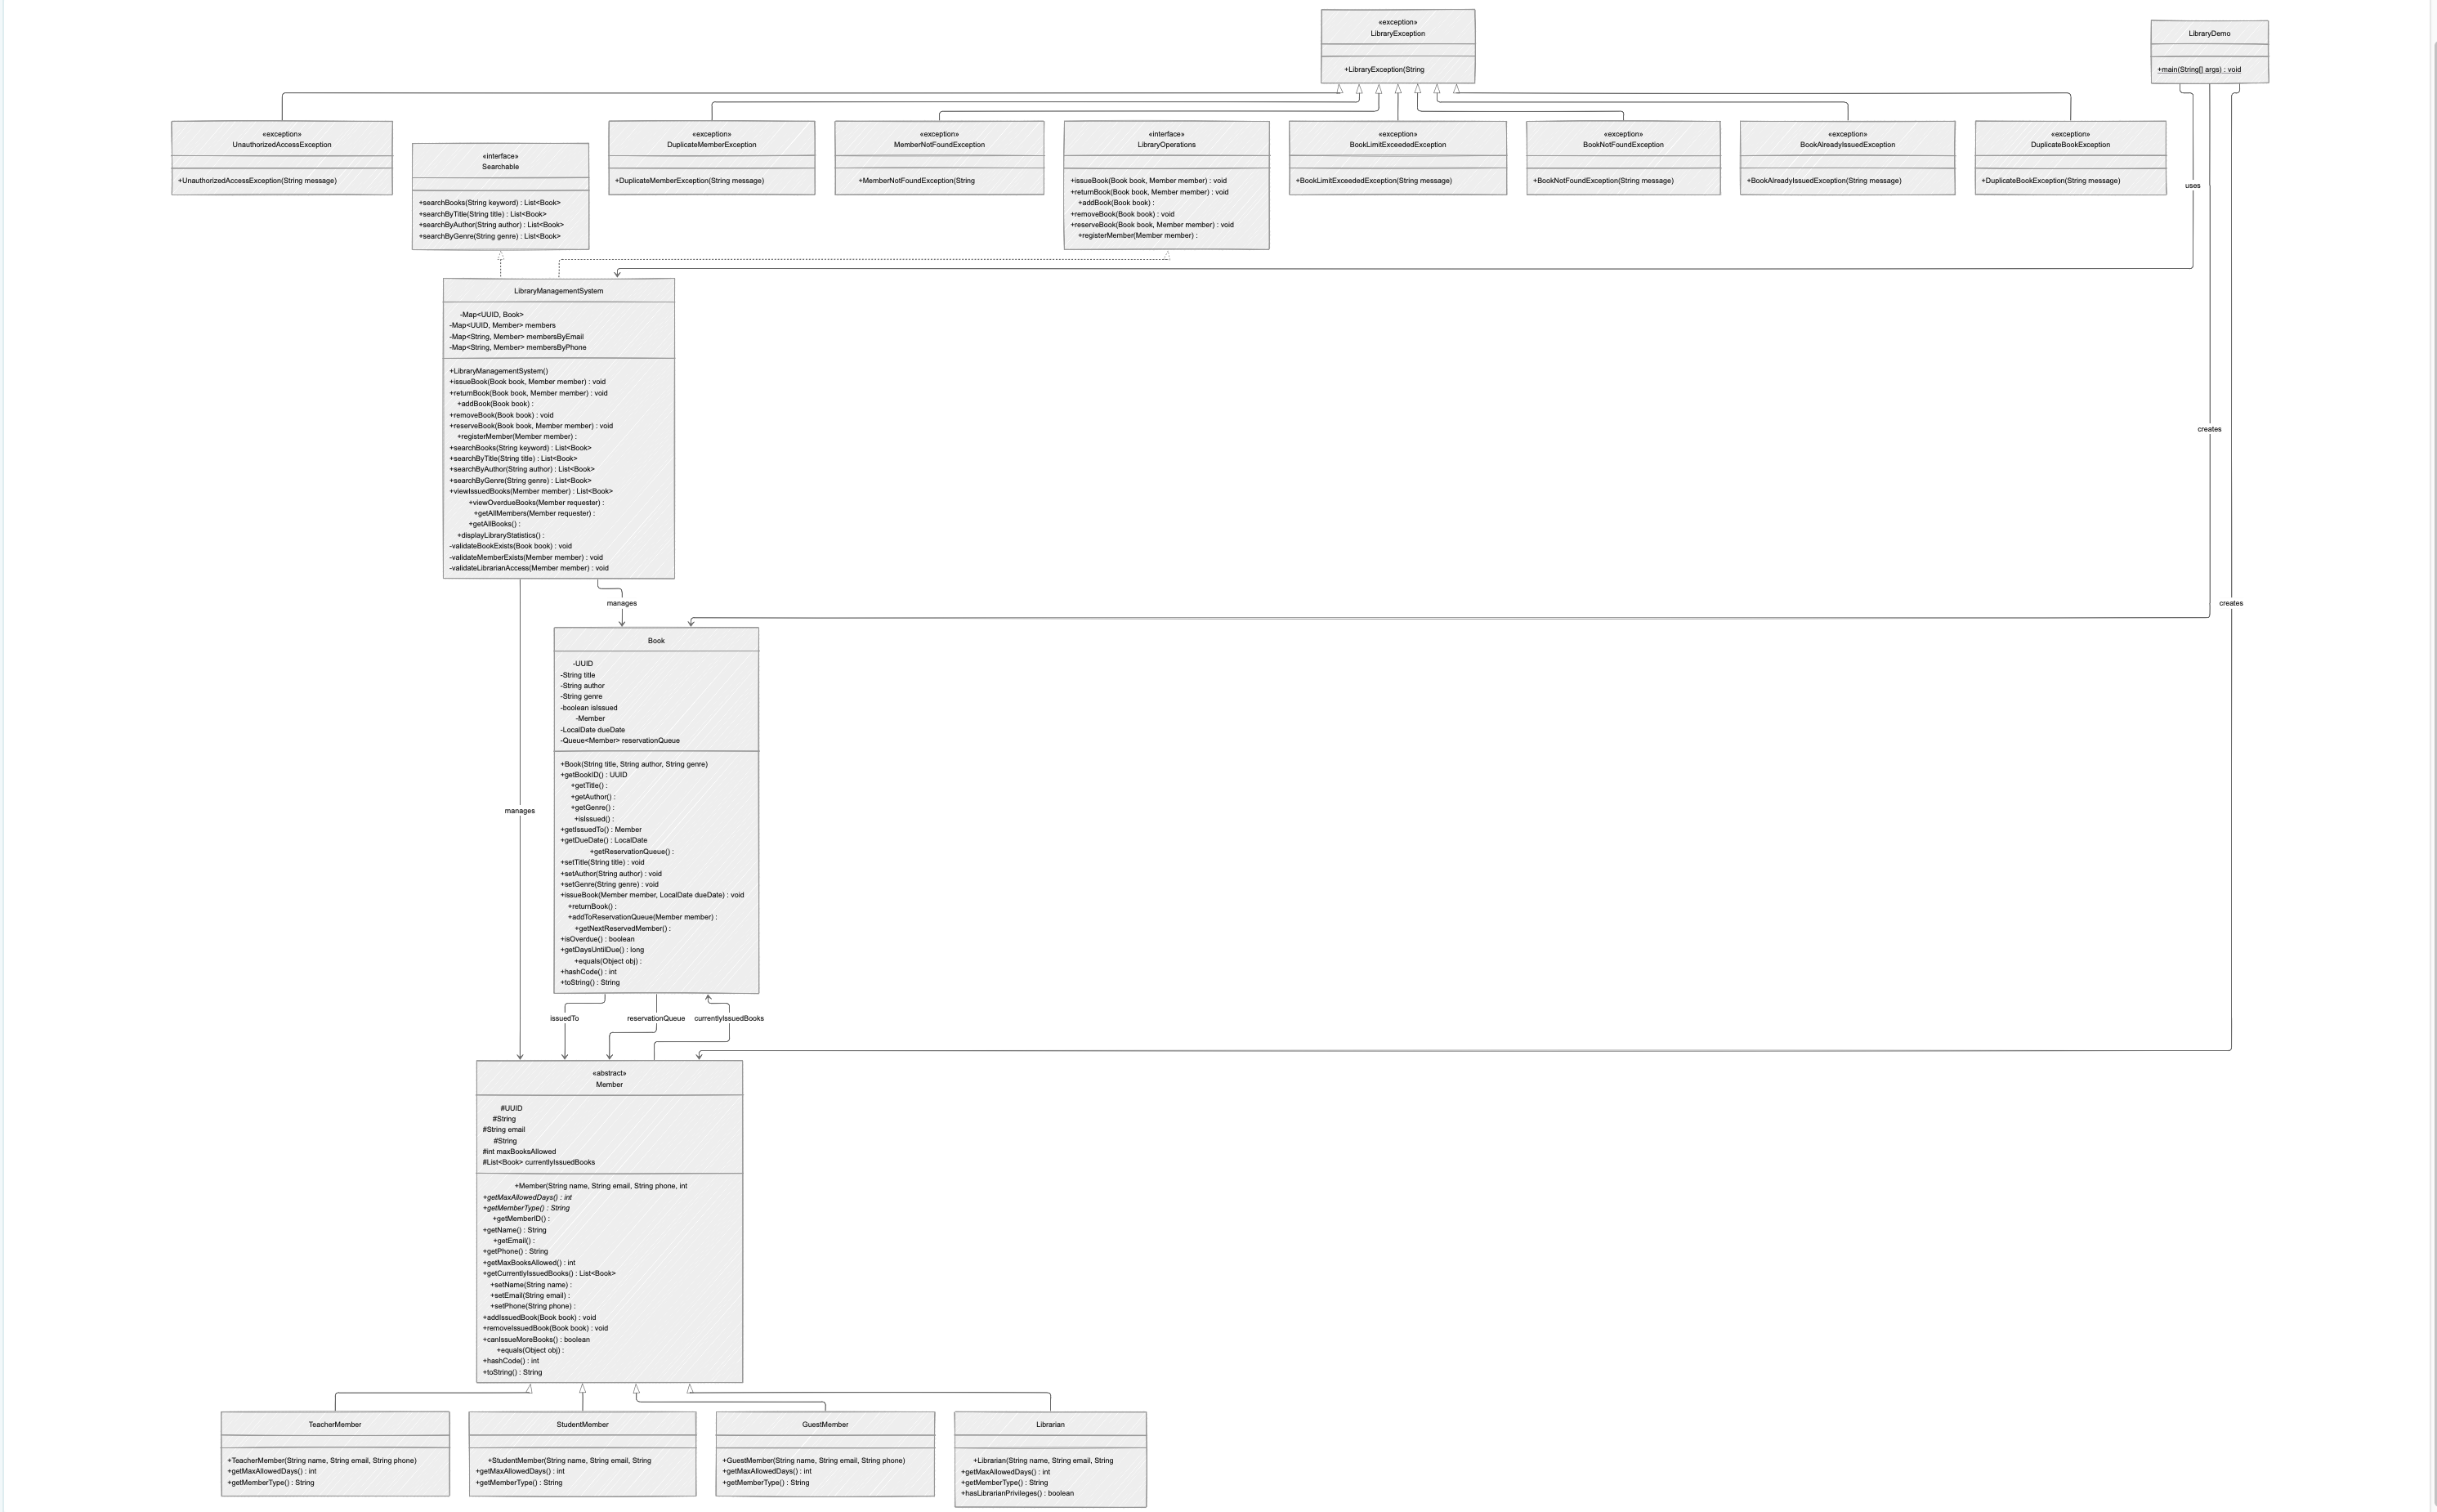 «exception»
LibraryException
+LibraryException(String
LibraryDemo
+main(String[] args) : void
«exception»
UnauthorizedAccessException
+UnauthorizedAccessException(String message)
«interface»
Searchable
+searchBooks(String keyword) : List<Book>
+searchByTitle(String title) : List<Book>
+searchByAuthor(String author) : List<Book>
+searchByGenre(String genre) : List<Book>
«exception»
DuplicateMemberException
+DuplicateMemberException(String message)
«exception»
MemberNotFoundException
+MemberNotFoundException(String
«interface»
LibraryOperations
+issueBook(Book book, Member member) : void
+returnBook(Book book, Member member) : void
+addBook(Book book) :
+removeBook(Book book) : void
+reserveBook(Book book, Member member) : void
+registerMember(Member member) :
«exception»
BookLimitExceededException
+BookLimitExceededException(String message)
«exception»
BookNotFoundException
+BookNotFoundException(String message)
«exception»
BookAlreadyIssuedException
+BookAlreadyIssuedException(String message)
«exception»
DuplicateBookException
+DuplicateBookException(String message)
uses
LibraryManagementSystem
-Map<UUID, Book>
-Map<UUID, Member> members
-Map<String, Member> membersByEmail
-Map<String, Member> membersByPhone
+LibraryManagementSystem()
+issueBook(Book book, Member member) : void
+returnBook(Book book, Member member) : void
+addBook(Book book) :
+removeBook(Book book) : void
+reserveBook(Book book, Member member) : void
+registerMember(Member member) :
+searchBooks(String keyword) : List<Book>
+searchByTitle(String title) : List<Book>
+searchByAuthor(String author) : List<Book>
+searchByGenre(String genre) : List<Book>
+viewIssuedBooks(Member member) : List<Book>
+viewOverdueBooks(Member requester) :
+getAllMembers(Member requester) :
+getAllBooks() :
+displayLibraryStatistics() :
-validateBookExists(Book book) : void
-validateMemberExists(Member member) : void
-validateLibrarianAccess(Member member) : void
creates
manages
creates
Book
-UUID
-String title
-String author
-String genre
-boolean isIssued
-Member
-LocalDate dueDate
-Queue<Member> reservationQueue
+Book(String title, String author, String genre)
+getBookID() : UUID
+getTitle() :
+getAuthor() :
+getGenre() :
+isIssued() :
+getIssuedTo() : Member
+getDueDate() : LocalDate
+getReservationQueue() :
+setTitle(String title) : void
+setAuthor(String author) : void
+setGenre(String genre) : void
+issueBook(Member member, LocalDate dueDate) : void
+returnBook() :
+addToReservationQueue(Member member) :
+getNextReservedMember() :
+isOverdue() : boolean
+getDaysUntilDue() : long
+equals(Object obj) :
+hashCode() : int
+toString() : String
manages
issuedTo
reservationQueue
currentlyIssuedBooks
«abstract»
Member
#UUID
#String
#String email
#String
#int maxBooksAllowed
#List<Book> currentlyIssuedBooks
+Member(String name, String email, String phone, int
+getMaxAllowedDays() : int
+getMemberType() : String
+getMemberID() :
+getName() : String
+getEmail() :
+getPhone() : String
+getMaxBooksAllowed() : int
+getCurrentlyIssuedBooks() : List<Book>
+setName(String name) :
+setEmail(String email) :
+setPhone(String phone) :
+addIssuedBook(Book book) : void
+removeIssuedBook(Book book) : void
+canIssueMoreBooks() : boolean
+equals(Object obj) :
+hashCode() : int
+toString() : String
TeacherMember
+TeacherMember(String name, String email, String phone)
+getMaxAllowedDays() : int
+getMemberType() : String
StudentMember
+StudentMember(String name, String email, String
+getMaxAllowedDays() : int
+getMemberType() : String
GuestMember
+GuestMember(String name, String email, String phone)
+getMaxAllowedDays() : int
+getMemberType() : String
Librarian
+Librarian(String name, String email, String
+getMaxAllowedDays() : int
+getMemberType() : String
+hasLibrarianPrivileges() : boolean